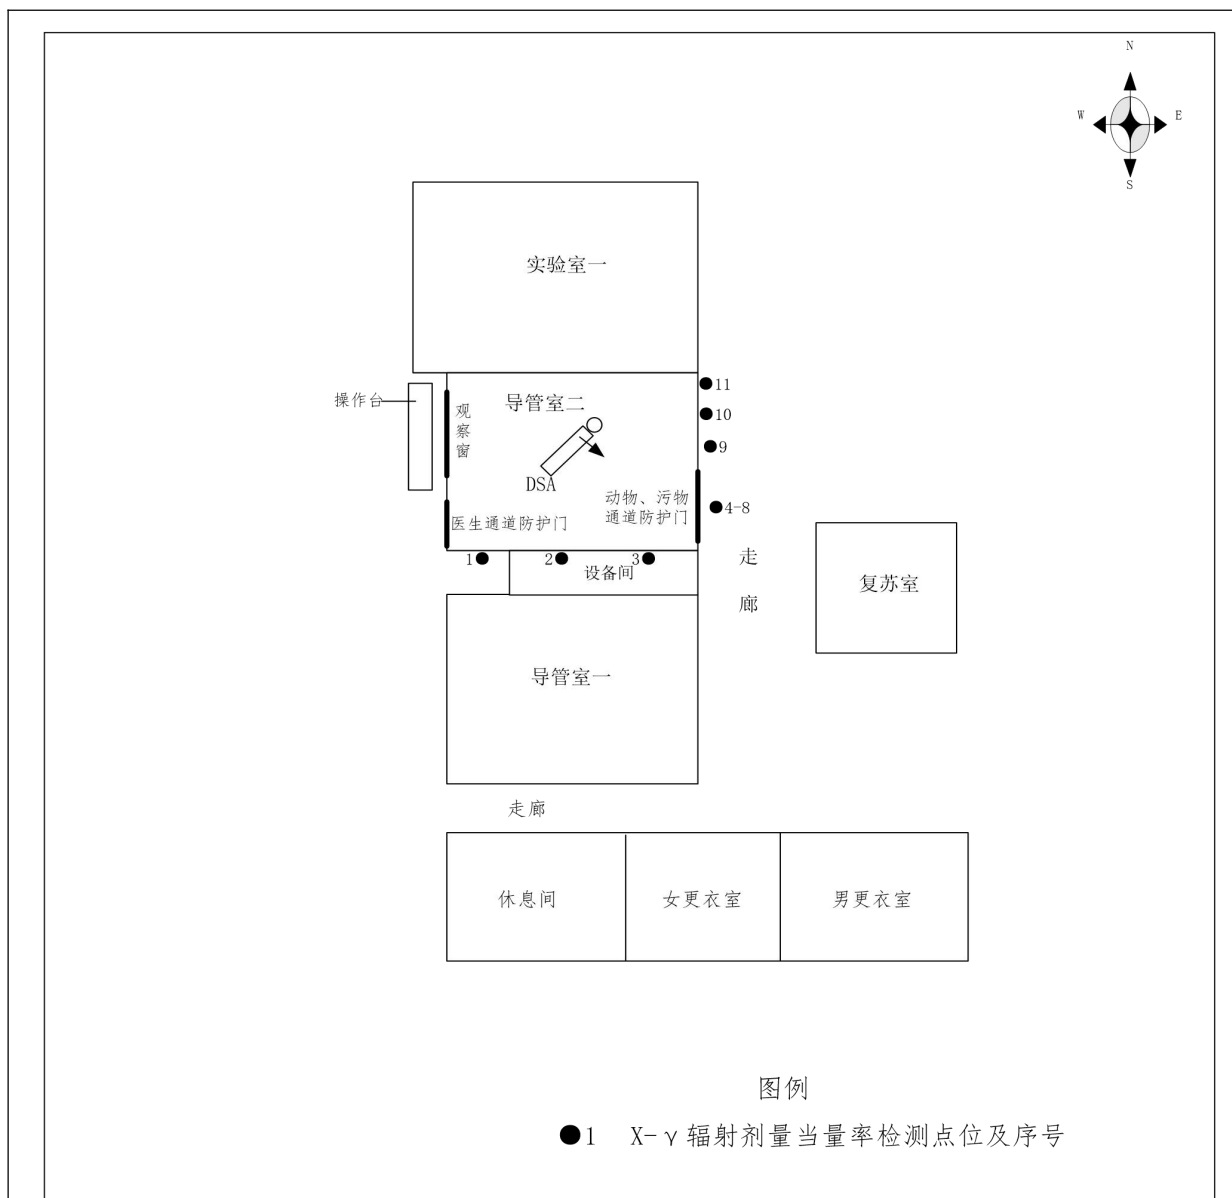 N
W
E
S
实验室一
11
操作台
导管室二
观
察
窗
10
9
DSA
动物、污物
通道防护门
4-8
医生通道防护门
1
2
3
设备间
走
廊
复苏室
导管室一
走廊
休息间
女更衣室
男更衣室
图例
1 X-γ辐射剂量当量率检测点位及序号